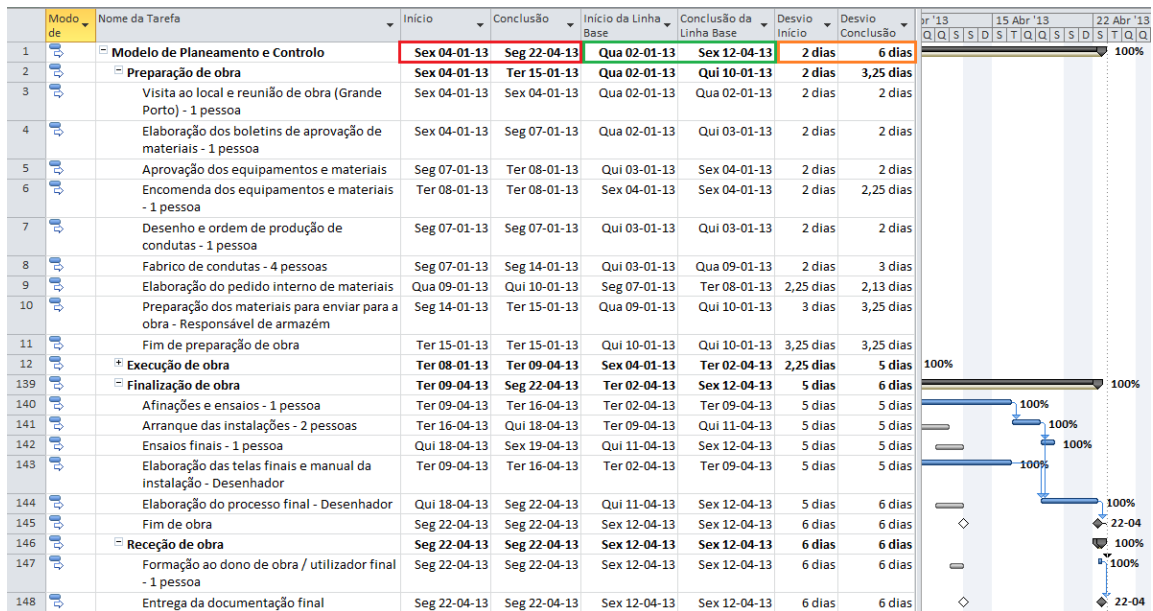 Modo de Nome da Tarefa Início Conclusão Início da Linha Base Conclusão da Linha Base Desvio Início Desvio Conclusão
or '13 15 Abr '13 22 Abr '13
Q Q S S D S T Q Q S S D S T Q Q
1 Modelo de Planeamento e Controlo Sex 04-01-13 Seg 22-04-13 Qua 02-01-13 Sex 12-04-13 2 dias 6 dias 100%
2 Preparação de obra Sex 04-01-13 Ter 15-01-13 Qua 02-01-13 Qui 10-01-13 2 dias 3,25 dias
3 Visita ao local e reunião de obra (Grande Porto) - 1 pessoa Sex 04-01-13 Sex 04-01-13 Qua 02-01-13 Qua 02-01-13 2 dias 2 dias
4 Elaboração dos boletins de aprovação de materiais - 1 pessoa Sex 04-01-13 Seg 07-01-13 Qua 02-01-13 Qui 03-01-13 2 dias 2 dias
5 Aprovação dos equipamentos e materiais Seg 07-01-13 Ter 08-01-13 Qui 03-01-13 Sex 04-01-13 2 dias 2 dias
6 Encomenda dos equipamentos e materiais - 1 pessoa Ter 08-01-13 Ter 08-01-13 Sex 04-01-13 Sex 04-01-13 2 dias 2,25 dias
7 Desenho e ordem de produção de condutas - 1 pessoa Seg 07-01-13 Seg 07-01-13 Qui 03-01-13 Qui 03-01-13 2 dias 2 dias
8 Fabrico de condutas - 4 pessoas Seg 07-01-13 Seg 14-01-13 Qui 03-01-13 Qua 09-01-13 2 dias 3 dias
9 Elaboração do pedido interno de materiais Qua 09-01-13 Qui 10-01-13 Seg 07-01-13 Ter 08-01-13 2,25 dias 2,13 dias
10 Preparação dos materiais para enviar para a obra - Responsável de armazém Seg 14-01-13 Ter 15-01-13 Qua 09-01-13 Qui 10-01-13 3 dias 3,25 dias
11 Fim de preparação de obra Ter 15-01-13 Ter 15-01-13 Qui 10-01-13 Qui 10-01-13 3,25 dias 3,25 dias
12 Execução de obra Ter 08-01-13 Ter 09-04-13 Sex 04-01-13 Ter 02-04-13 2,25 dias 5 dias 100%
139 Finalização de obra Ter 09-04-13 Seg 22-04-13 Ter 02-04-13 Sex 12-04-13 5 dias 6 dias 100%
140 Afinações e ensaios - 1 pessoa Ter 09-04-13 Ter 16-04-13 Ter 02-04-13 Ter 09-04-13 5 dias 5 dias 100%
141 Arranque das instalações - 2 pessoas Ter 16-04-13 Qui 18-04-13 Ter 09-04-13 Qui 11-04-13 5 dias 5 dias 100%
142 Ensaios finais - 1 pessoa Qui 18-04-13 Sex 19-04-13 Qui 11-04-13 Sex 12-04-13 5 dias 5 dias 100%
143 Elaboração das telas finais e manual da instalação - Desenhador Ter 09-04-13 Ter 16-04-13 Ter 02-04-13 Ter 09-04-13 5 dias 5 dias 100%
144 Elaboração do processo final - Desenhador Qui 18-04-13 Seg 22-04-13 Qui 11-04-13 Sex 12-04-13 5 dias 6 dias 100%
145 Fim de obra Seg 22-04-13 Seg 22-04-13 Sex 12-04-13 Sex 12-04-13 6 dias 6 dias 22-04
146 Receção de obra Seg 22-04-13 Seg 22-04-13 Sex 12-04-13 Sex 12-04-13 6 dias 6 dias 100%
147 Formação ao dono de obra / utilizador final - 1 pessoa Seg 22-04-13 Seg 22-04-13 Sex 12-04-13 Sex 12-04-13 6 dias 6 dias 100%
148 Entrega da documentação final Seg 22-04-13 Seg 22-04-13 Sex 12-04-13 Sex 12-04-13 6 dias 6 dias 22-04